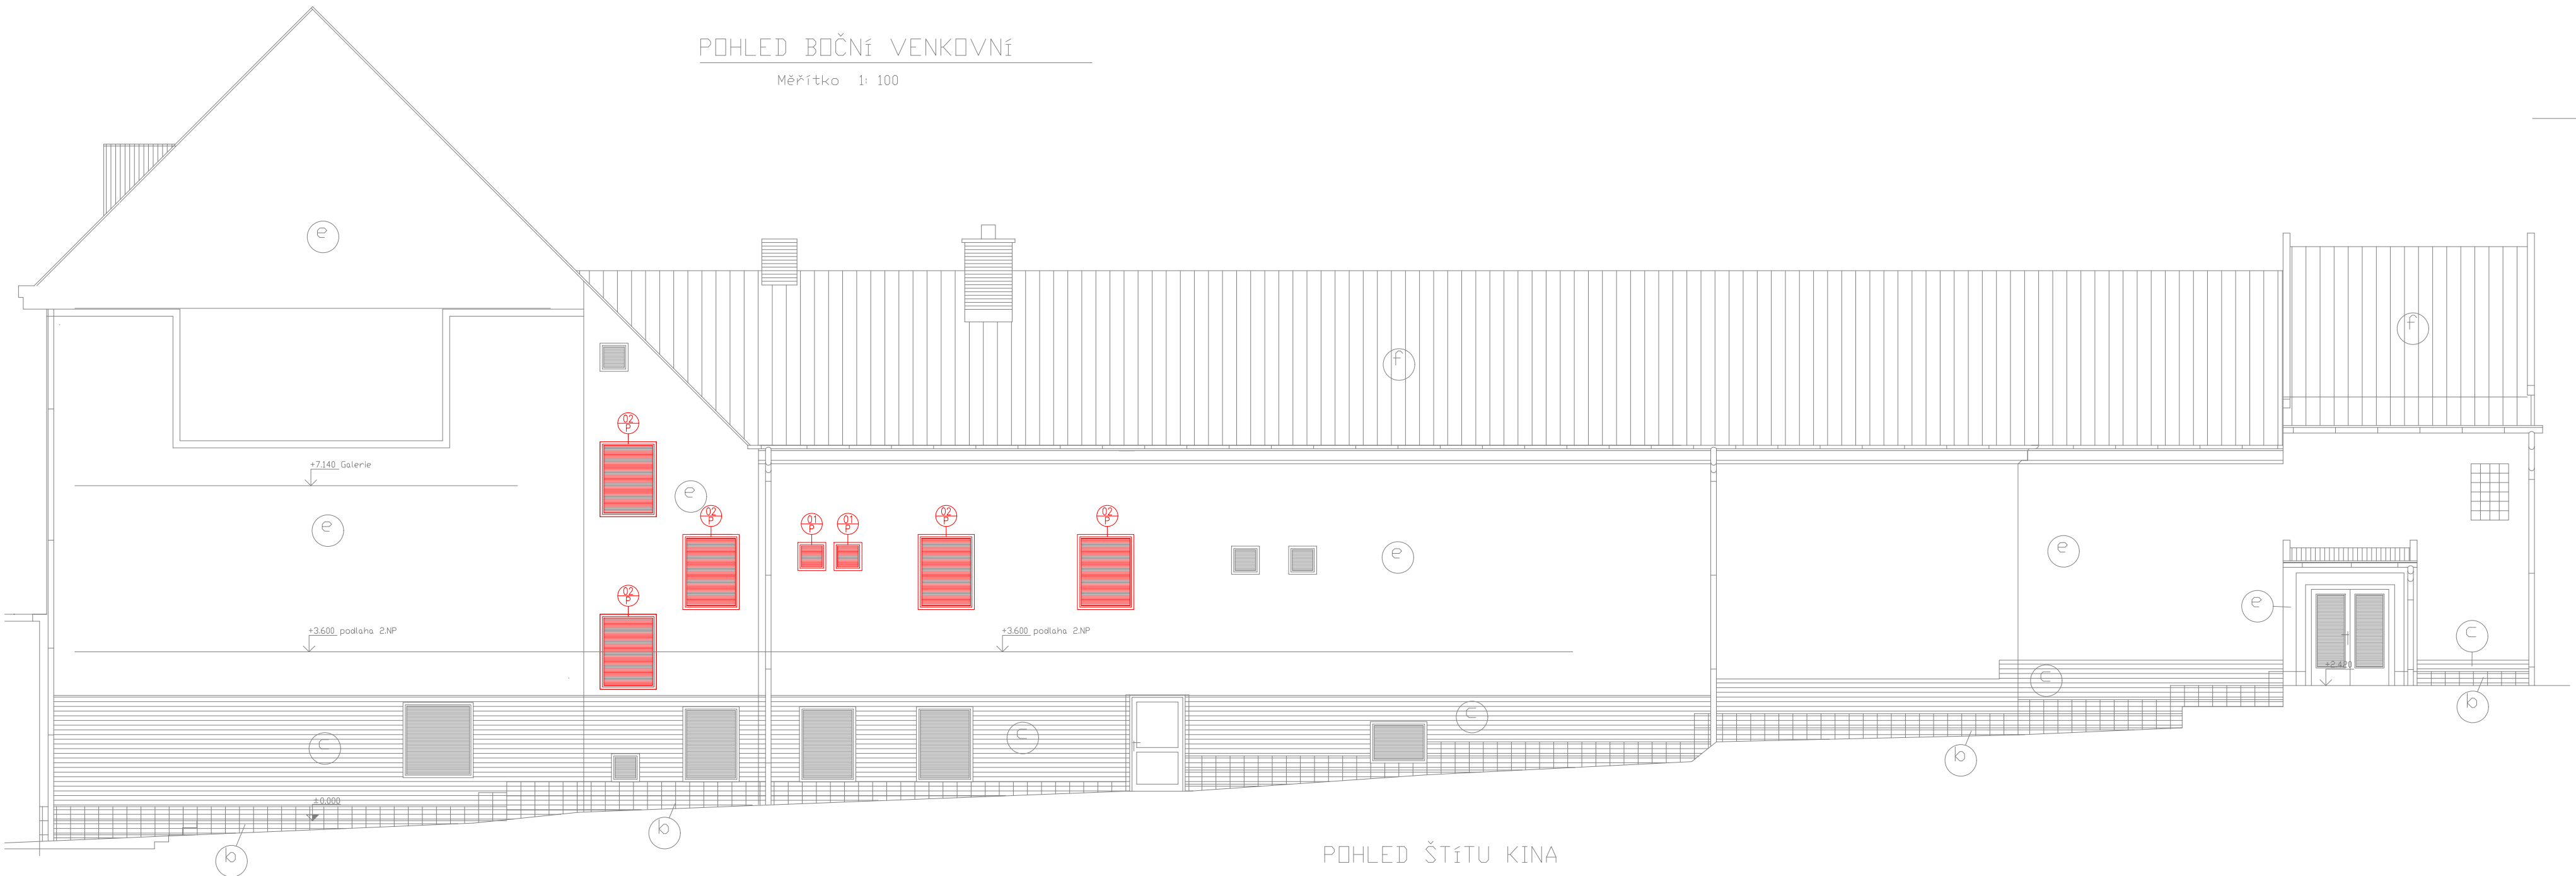 POHLED BOČNÍ VENKOVNÍ
Měřítko 1: 100
e
f
f
02
P
+7.140 Galerie
e
02
P
01
P
01
P
02
P
02
P
e
e
e
02
P
e
+3.600 podlaha 2.NP
+3.600 podlaha 2.NP
c
+2.420
c
b
c
c
c
b
±0.000
b
b
POHLED ŠTÍTU KINA